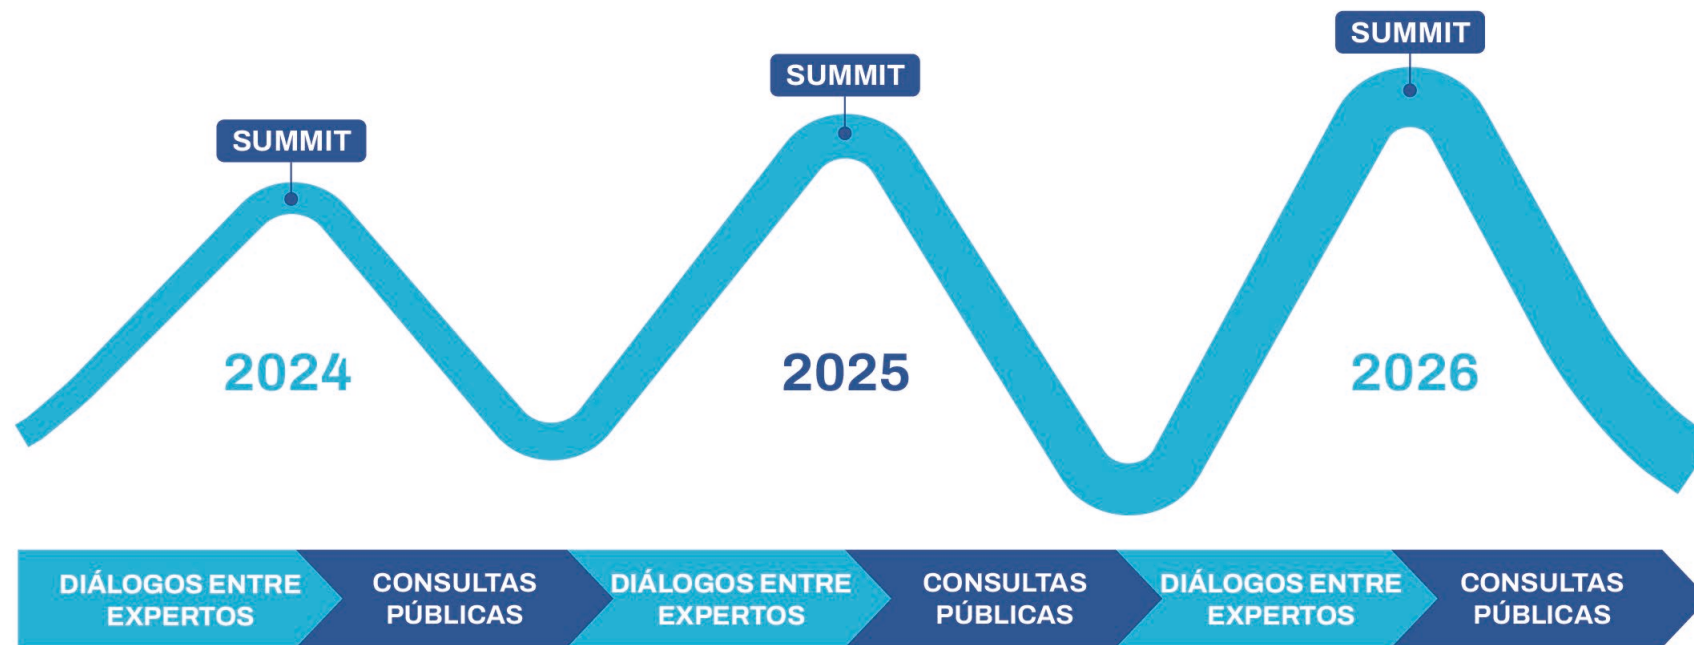 SUMMIT
SUMMIT
SUMMIT
2024
2025
2026
DIÁLOGOS ENTRE
EXPERTOS
CONSULTAS
PÚBLICAS
DIÁLOGOS ENTRE
EXPERTOS
CONSULTAS
PÚBLICAS
DIÁLOGOS ENTRE
EXPERTOS
CONSULTAS
PÚBLICAS